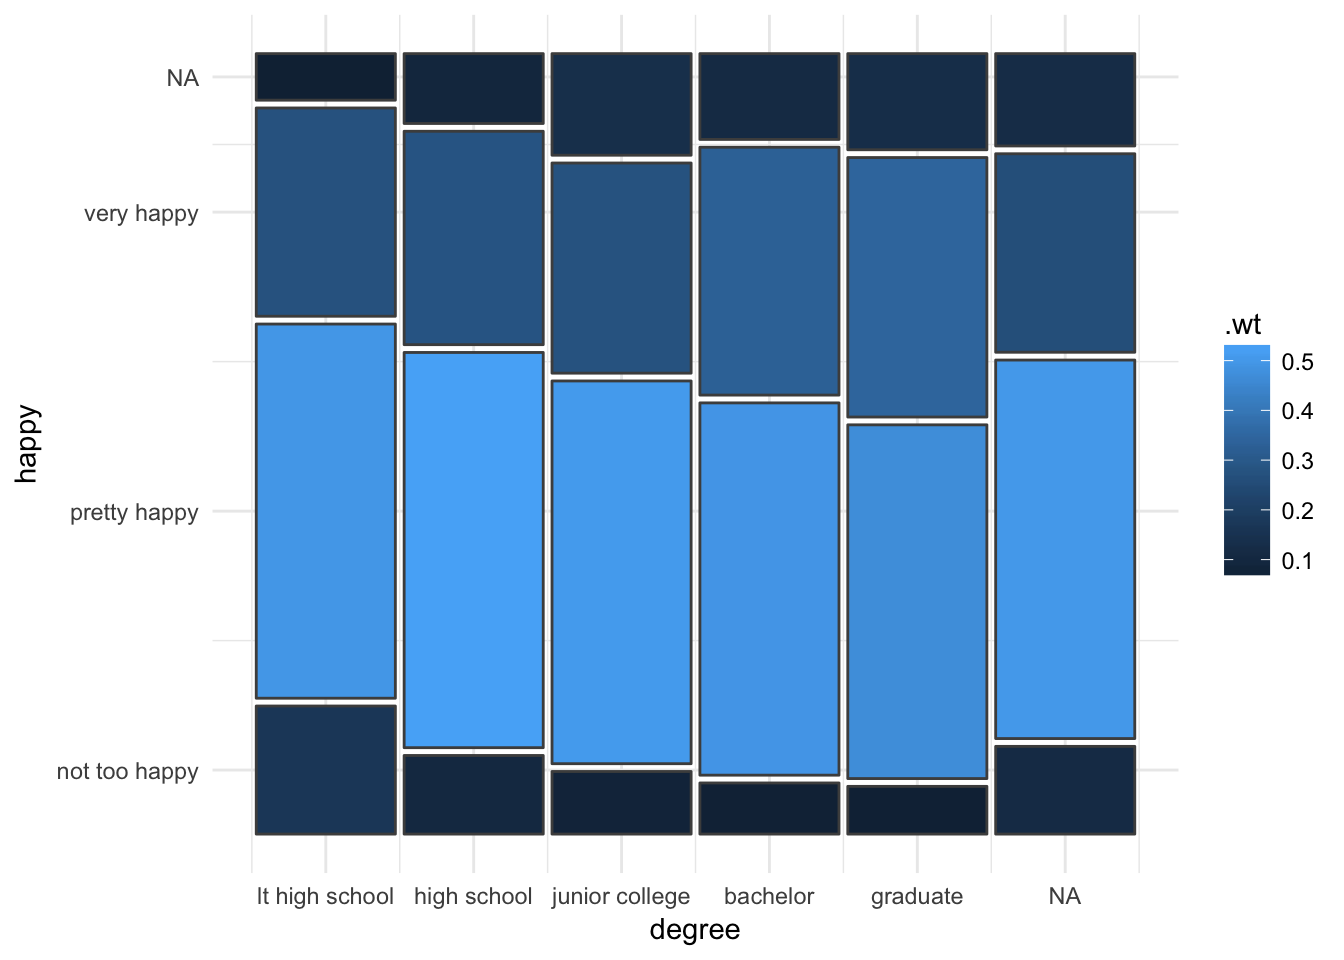 NA
very happy
pretty happy
not too happy
happy
lt high school
high school
junior college
bachelor
graduate
NA
degree
.wt
0.5
0.4
0.3
0.2
0.1